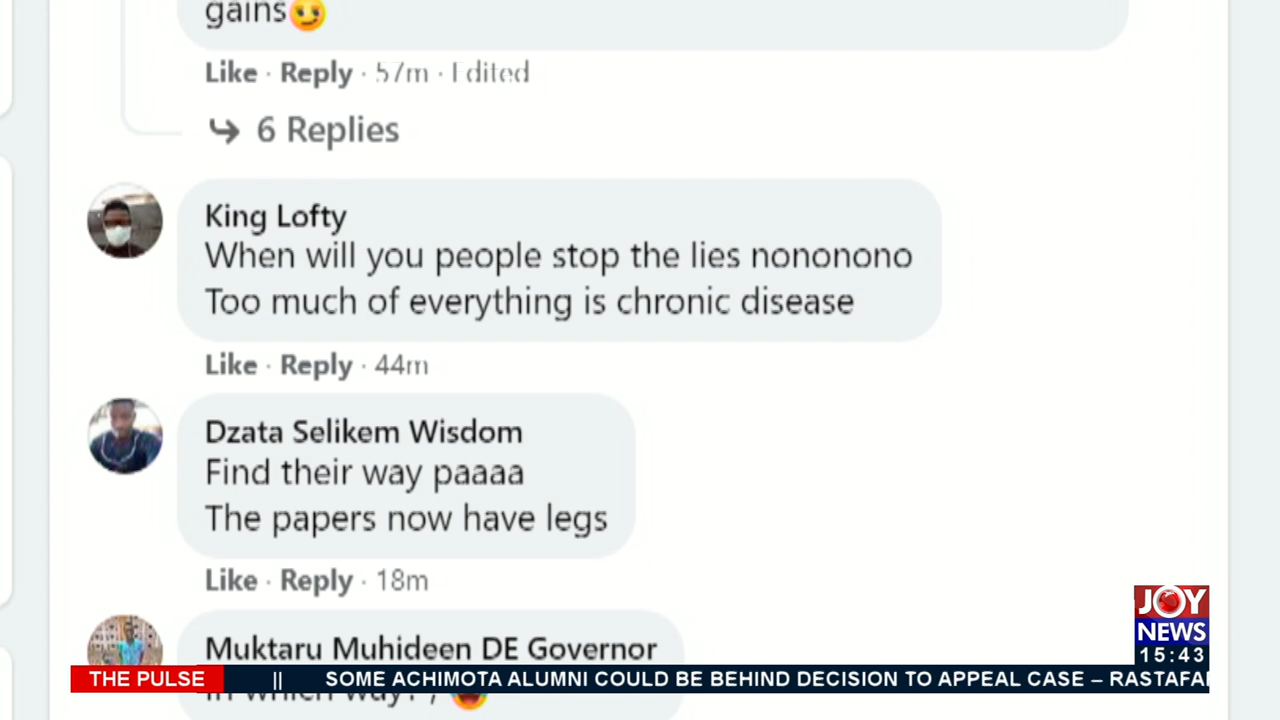 gains
Like · Reply · 57m · Edited
6 Replies
King Lofty
When will you people stop the lies nononono
Too much of everything is chronic disease
Like · Reply · 44m
Dzata Selikem Wisdom
Find their way paaaa
The papers now have legs
Like · Reply · 18m
Muktaru Muhideen DE Governor
In which way?
JOY
NEWS
15:43
THE PULSE || SOME ACHIMOTA ALUMNI COULD BE BEHIND DECISION TO APPEAL CASE – RASTAFA